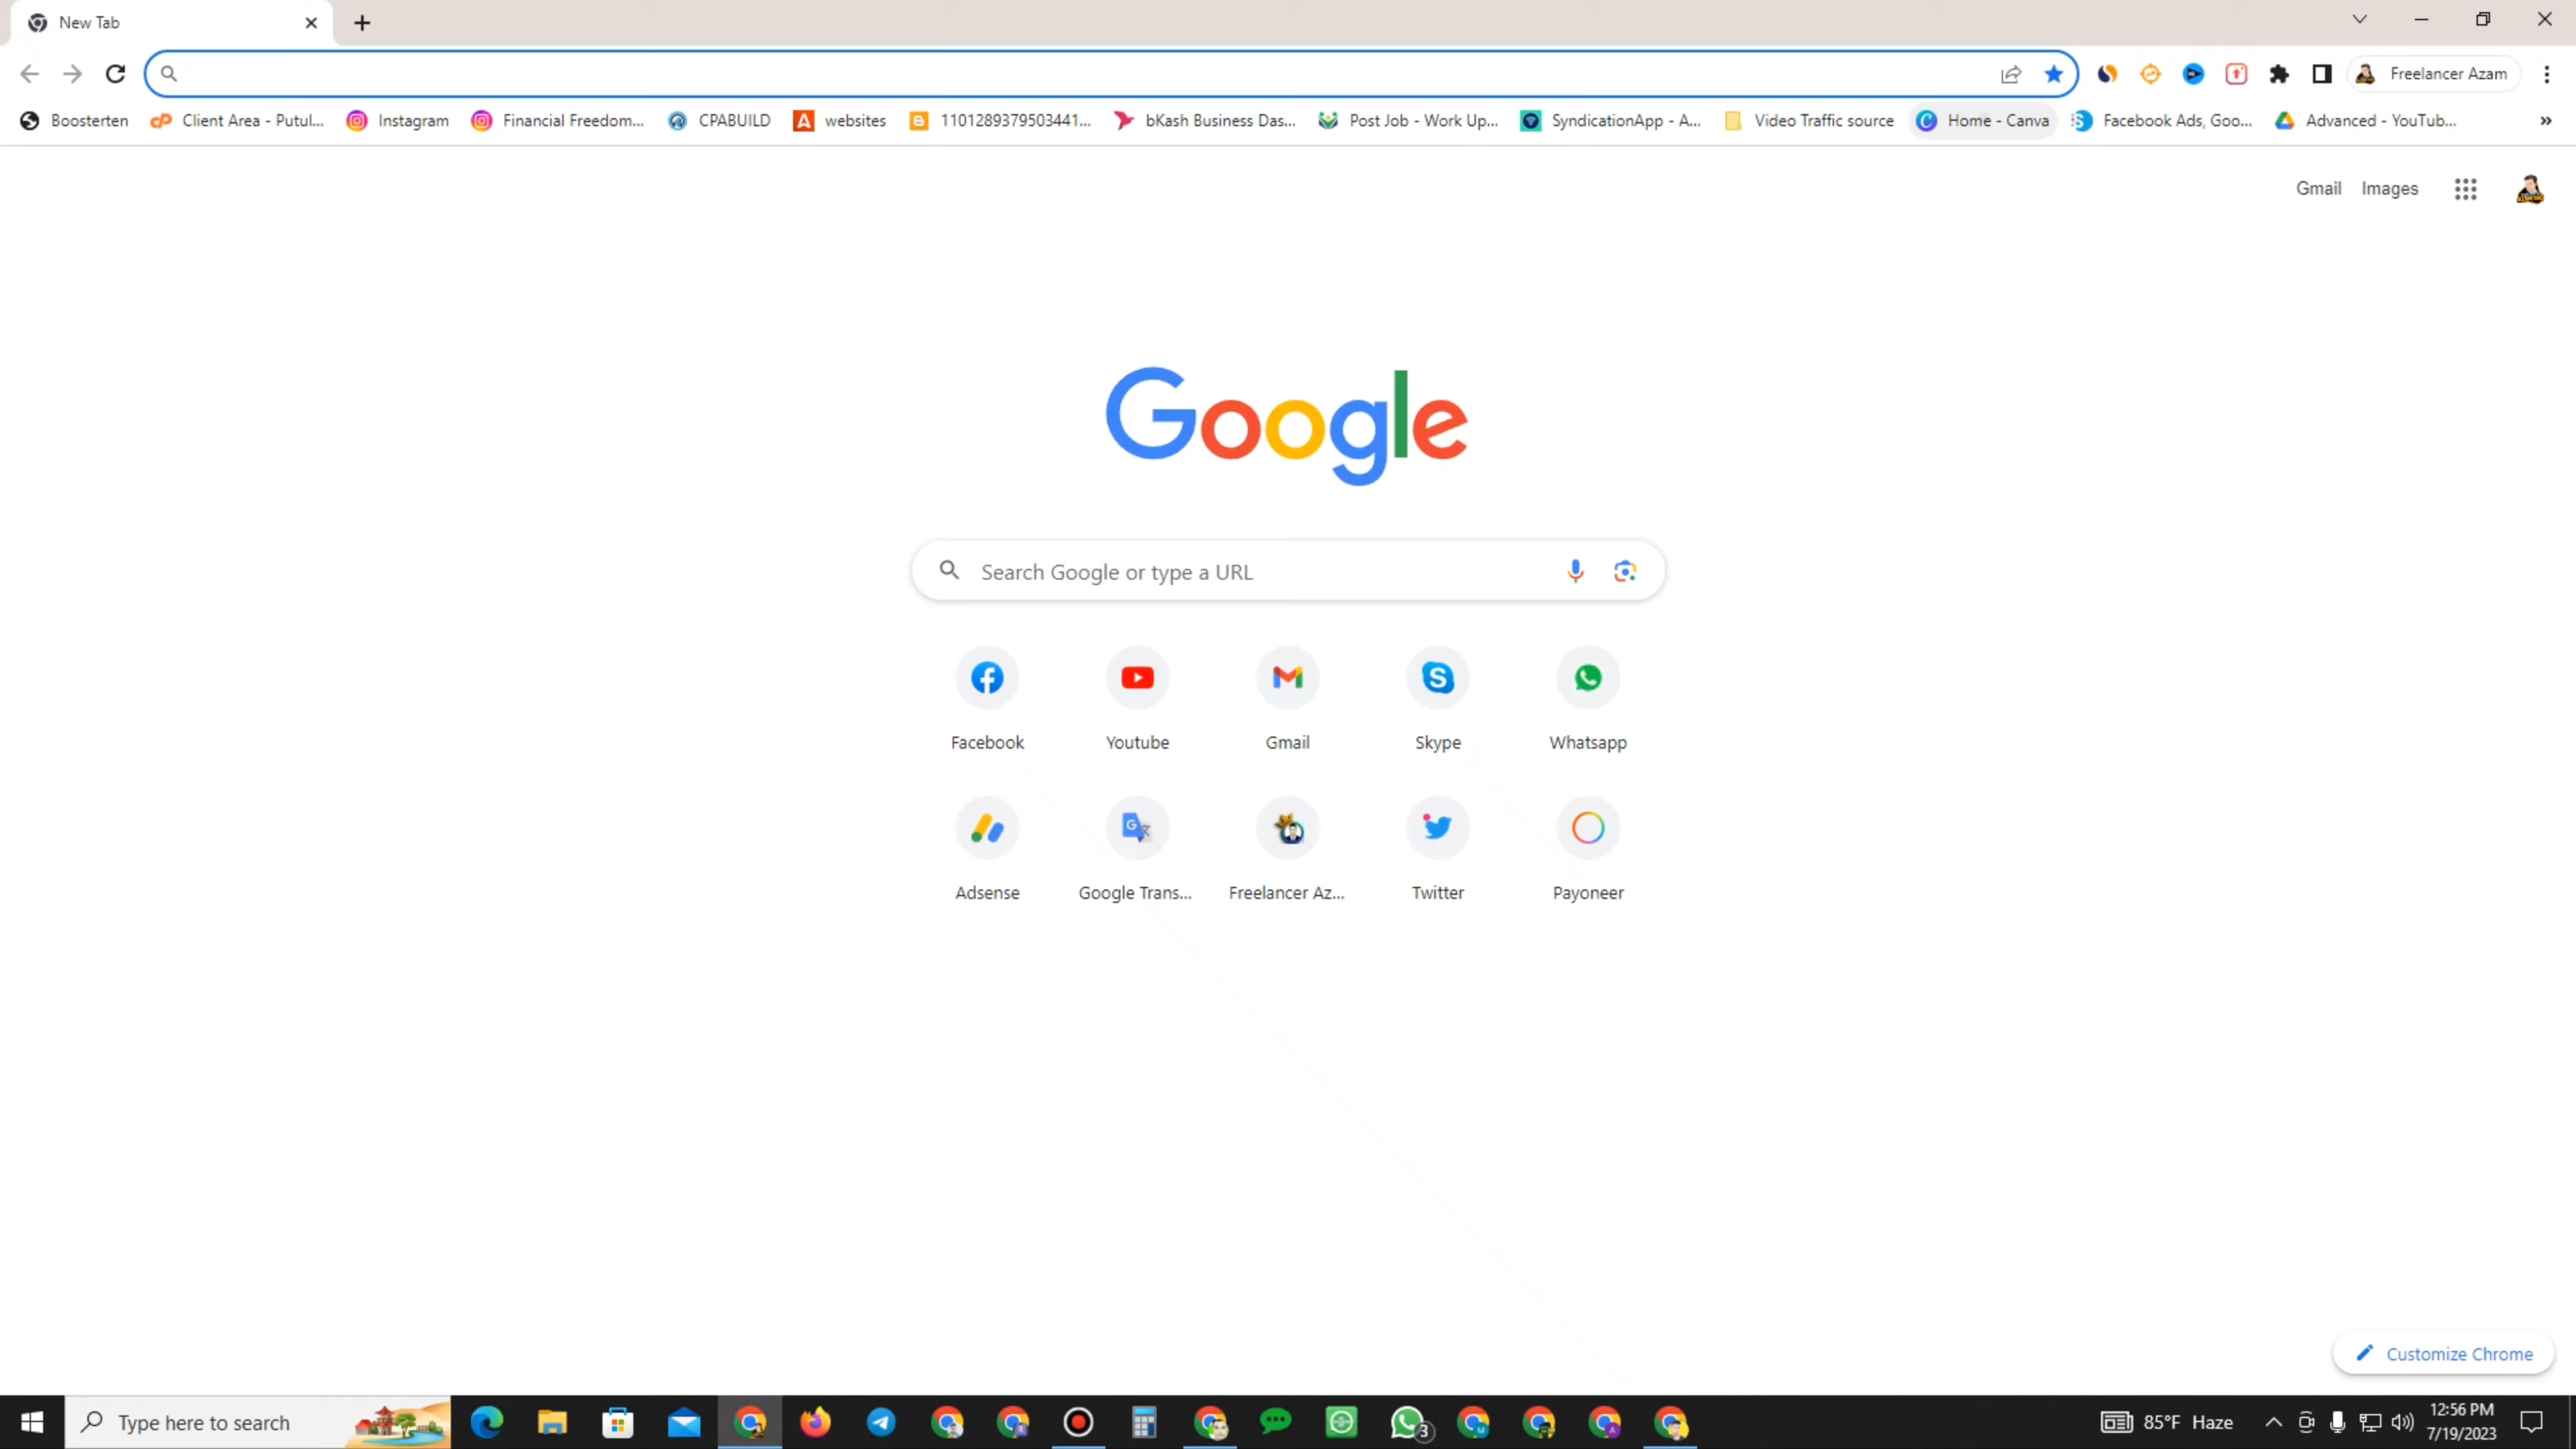 New Tab
Freelancer Azam
Boosterten
Client Area - Putul...
Instagram
Financial Freedom...
CPABUILD
websites
1101289379503441...
bKash Business Das...
Post Job - Work Up...
SyndicationApp - A...
Video Traffic source
Home - Canva
Facebook Ads, Goo...
Advanced - YouTub...
Gmail
Images
Google
Search Google or type a URL
Facebook
Youtube
Gmail
Skype
Whatsapp
Adsense
Google Trans...
Freelancer Az...
Twitter
Payoneer
Customize Chrome
Type here to search
3
85°F Haze
12:56 PM
7/19/2023